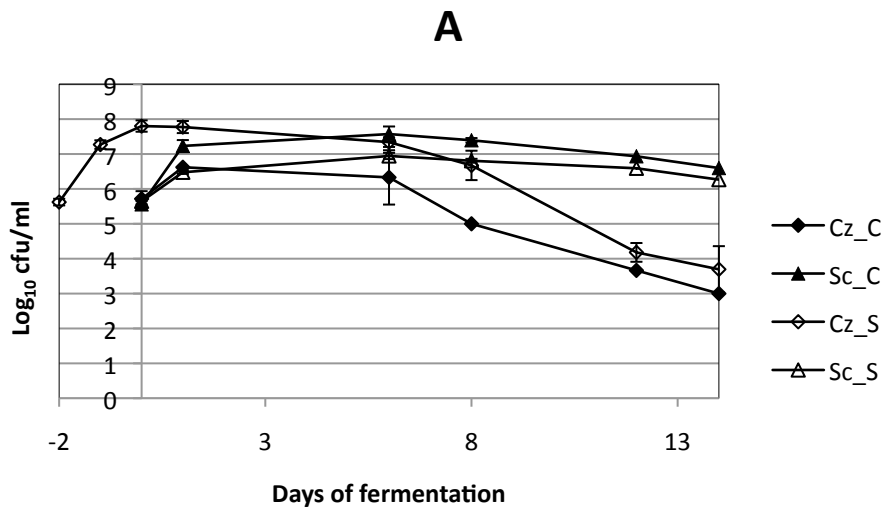 A
9
8
7
6
5
4
3
2
1
0
Log₁₀ cfu/ml
-2 3 8 13
Days of fermentation
Cz_C
Sc_C
Cz_S
Sc_S